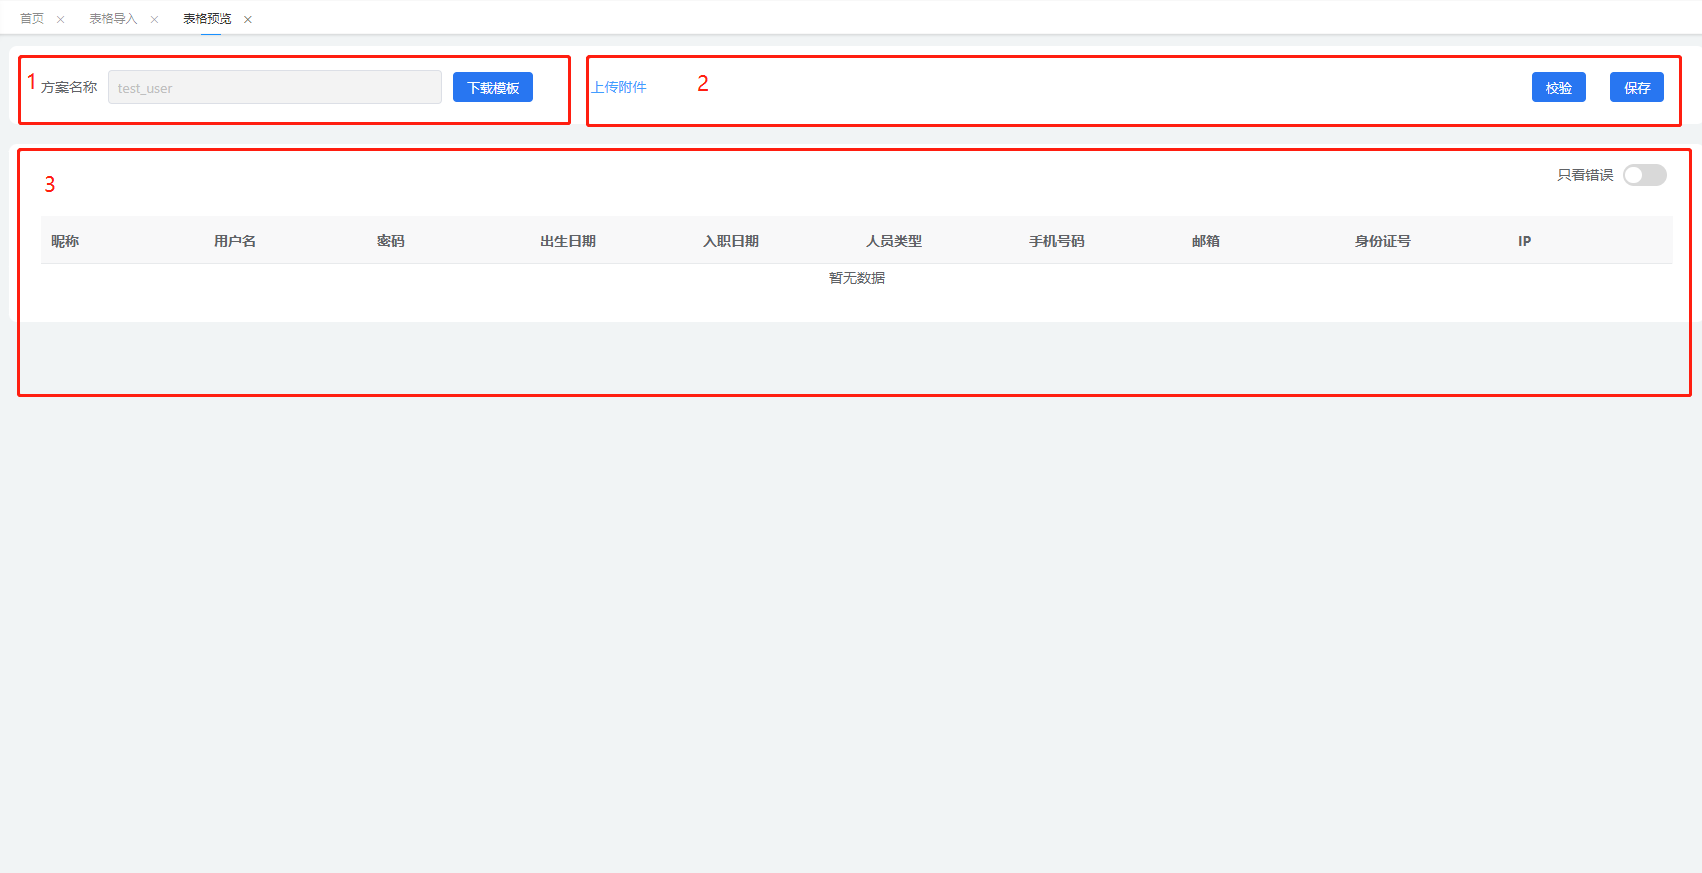 首页 表格导入 表格预览
1 方案名称 test_user 下载模板 上传附件 2 校验 保存
3 只看错误
昵称 用户名 密码 出生日期 入职日期 人员类型 手机号码 邮箱 身份证号 IP
暂无数据